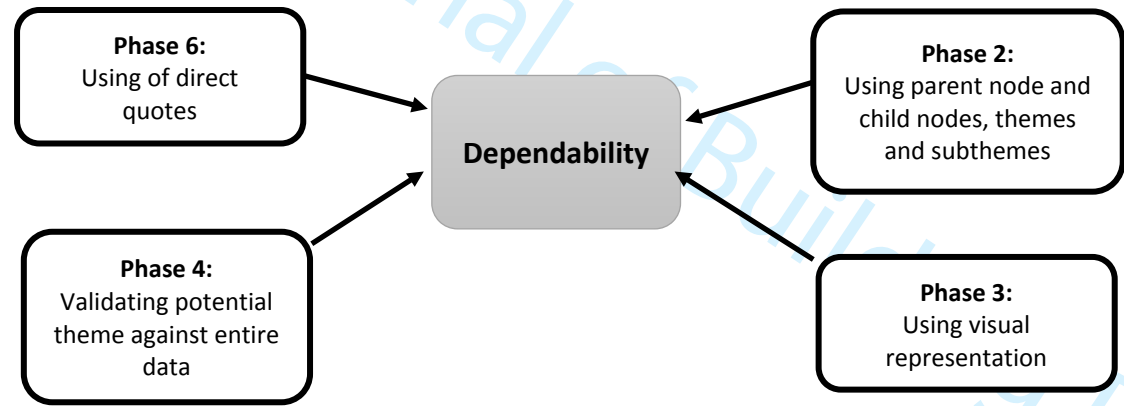 Phase 6:
Using of direct
quotes
Phase 2:
Using parent node and
child nodes, themes
and subthemes
Dependability
Phase 4:
Validating potential
theme against entire
data
Phase 3:
Using visual
representation